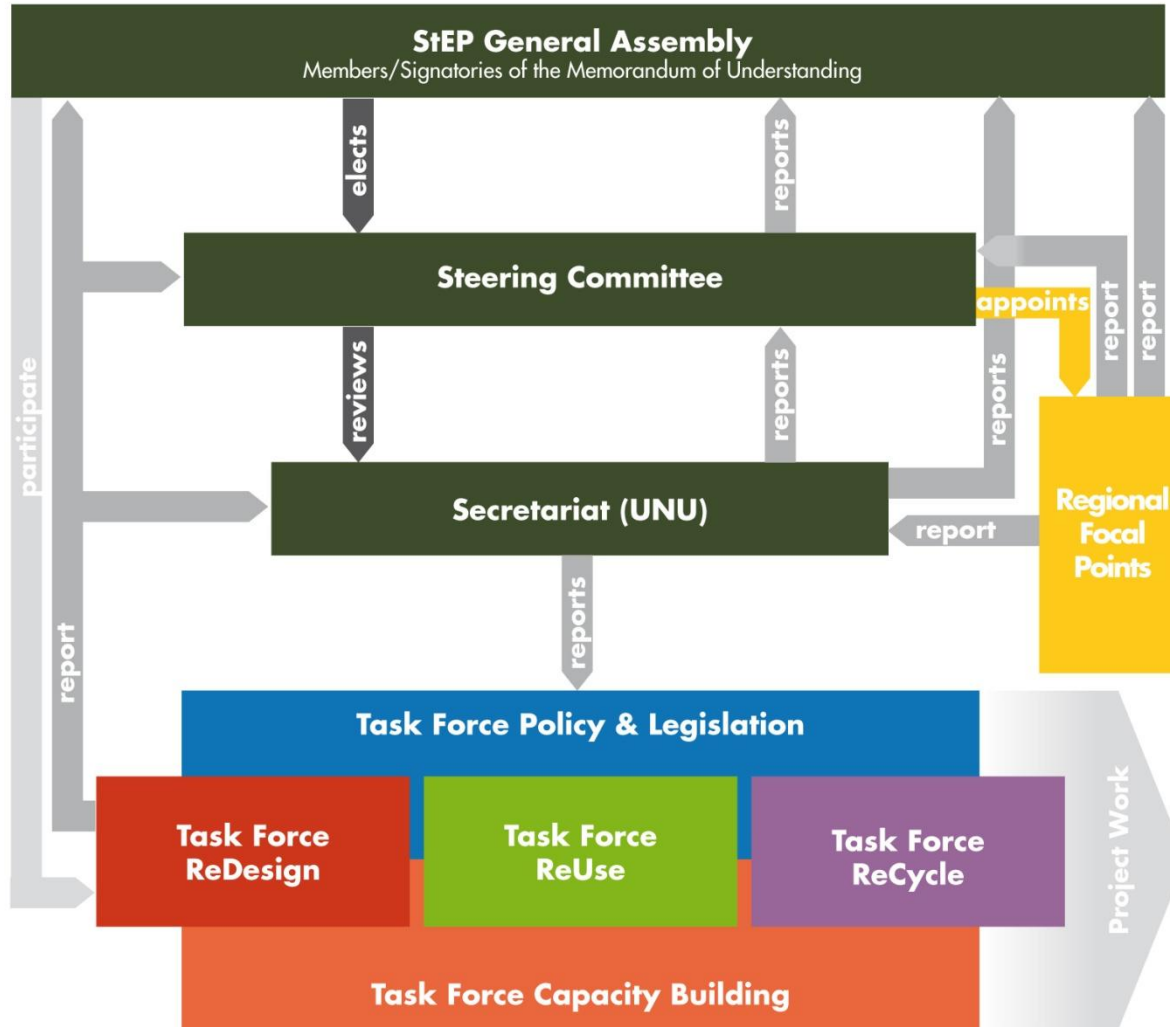 StEP General Assembly
Members/Signatories of the Memorandum of Understanding
elects
reports
Steering Committee
appoints
report
report
participate
reviews
reports
reports
Secretariat (UNU)
report
Regional
Focal
Points
report
reports
Task Force Policy & Legislation
Task Force
ReDesign
Task Force
ReUse
Task Force
ReCycle
Project Work
Task Force Capacity Building